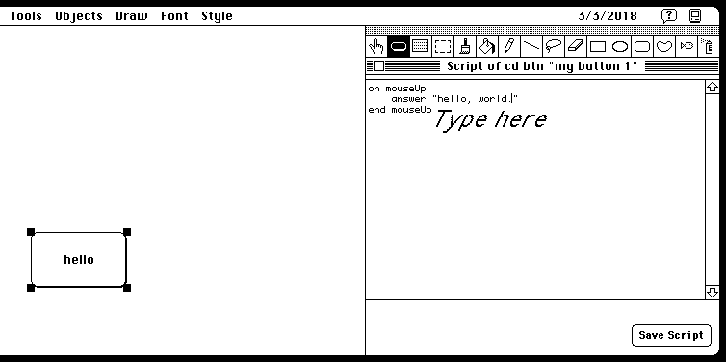 Tools Objects Draw Font Style 3/3/2018
Script of cd btn "my button 1"
on mouseUp
answer "hello, world."
end mouseUp
Type here
hello
Save Script